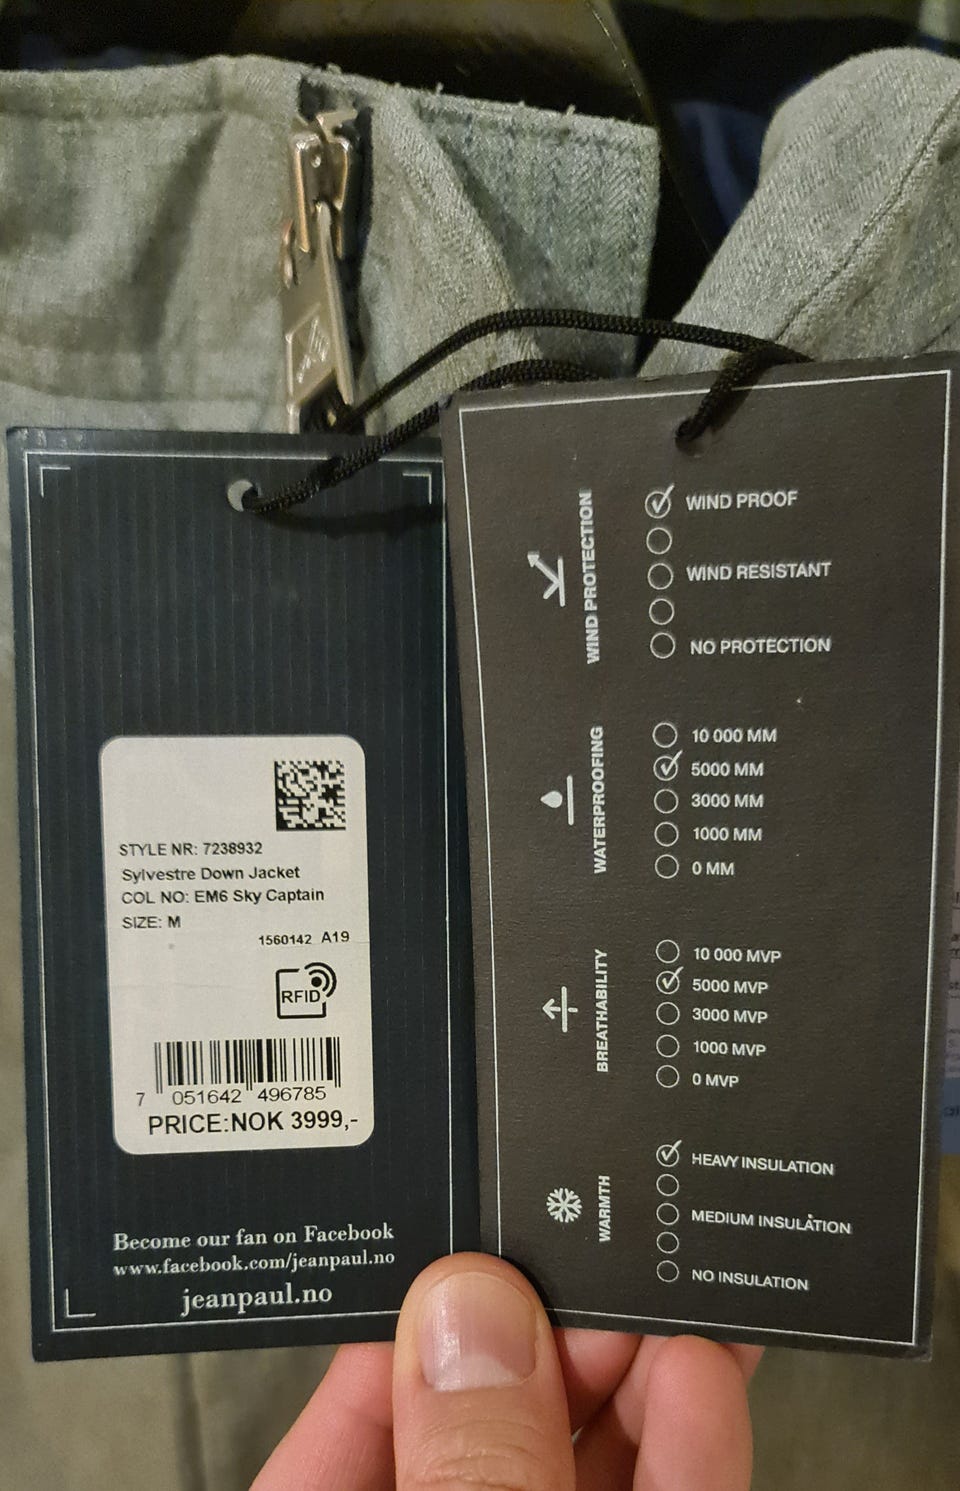 STYLE NR: 7238932
Sylvestre Down Jacket
COL NO: EM6 Sky Captain
SIZE: M
1560142 A19
RFID
7 051642 496785
PRICE:NOK 3999,-
Become our fan on Facebook
www.facebook.com/jeanpaul.no
jeanpaul.no
WIND PROTECTION
WIND PROOF
WIND RESISTANT
NO PROTECTION
WATERPROOFING
10 000 MM
5000 MM
3000 MM
1000 MM
0 MM
BREATHABILITY
10 000 MVP
5000 MVP
3000 MVP
1000 MVP
0 MVP
WARMTH
HEAVY INSULATION
MEDIUM INSULATION
NO INSULATION